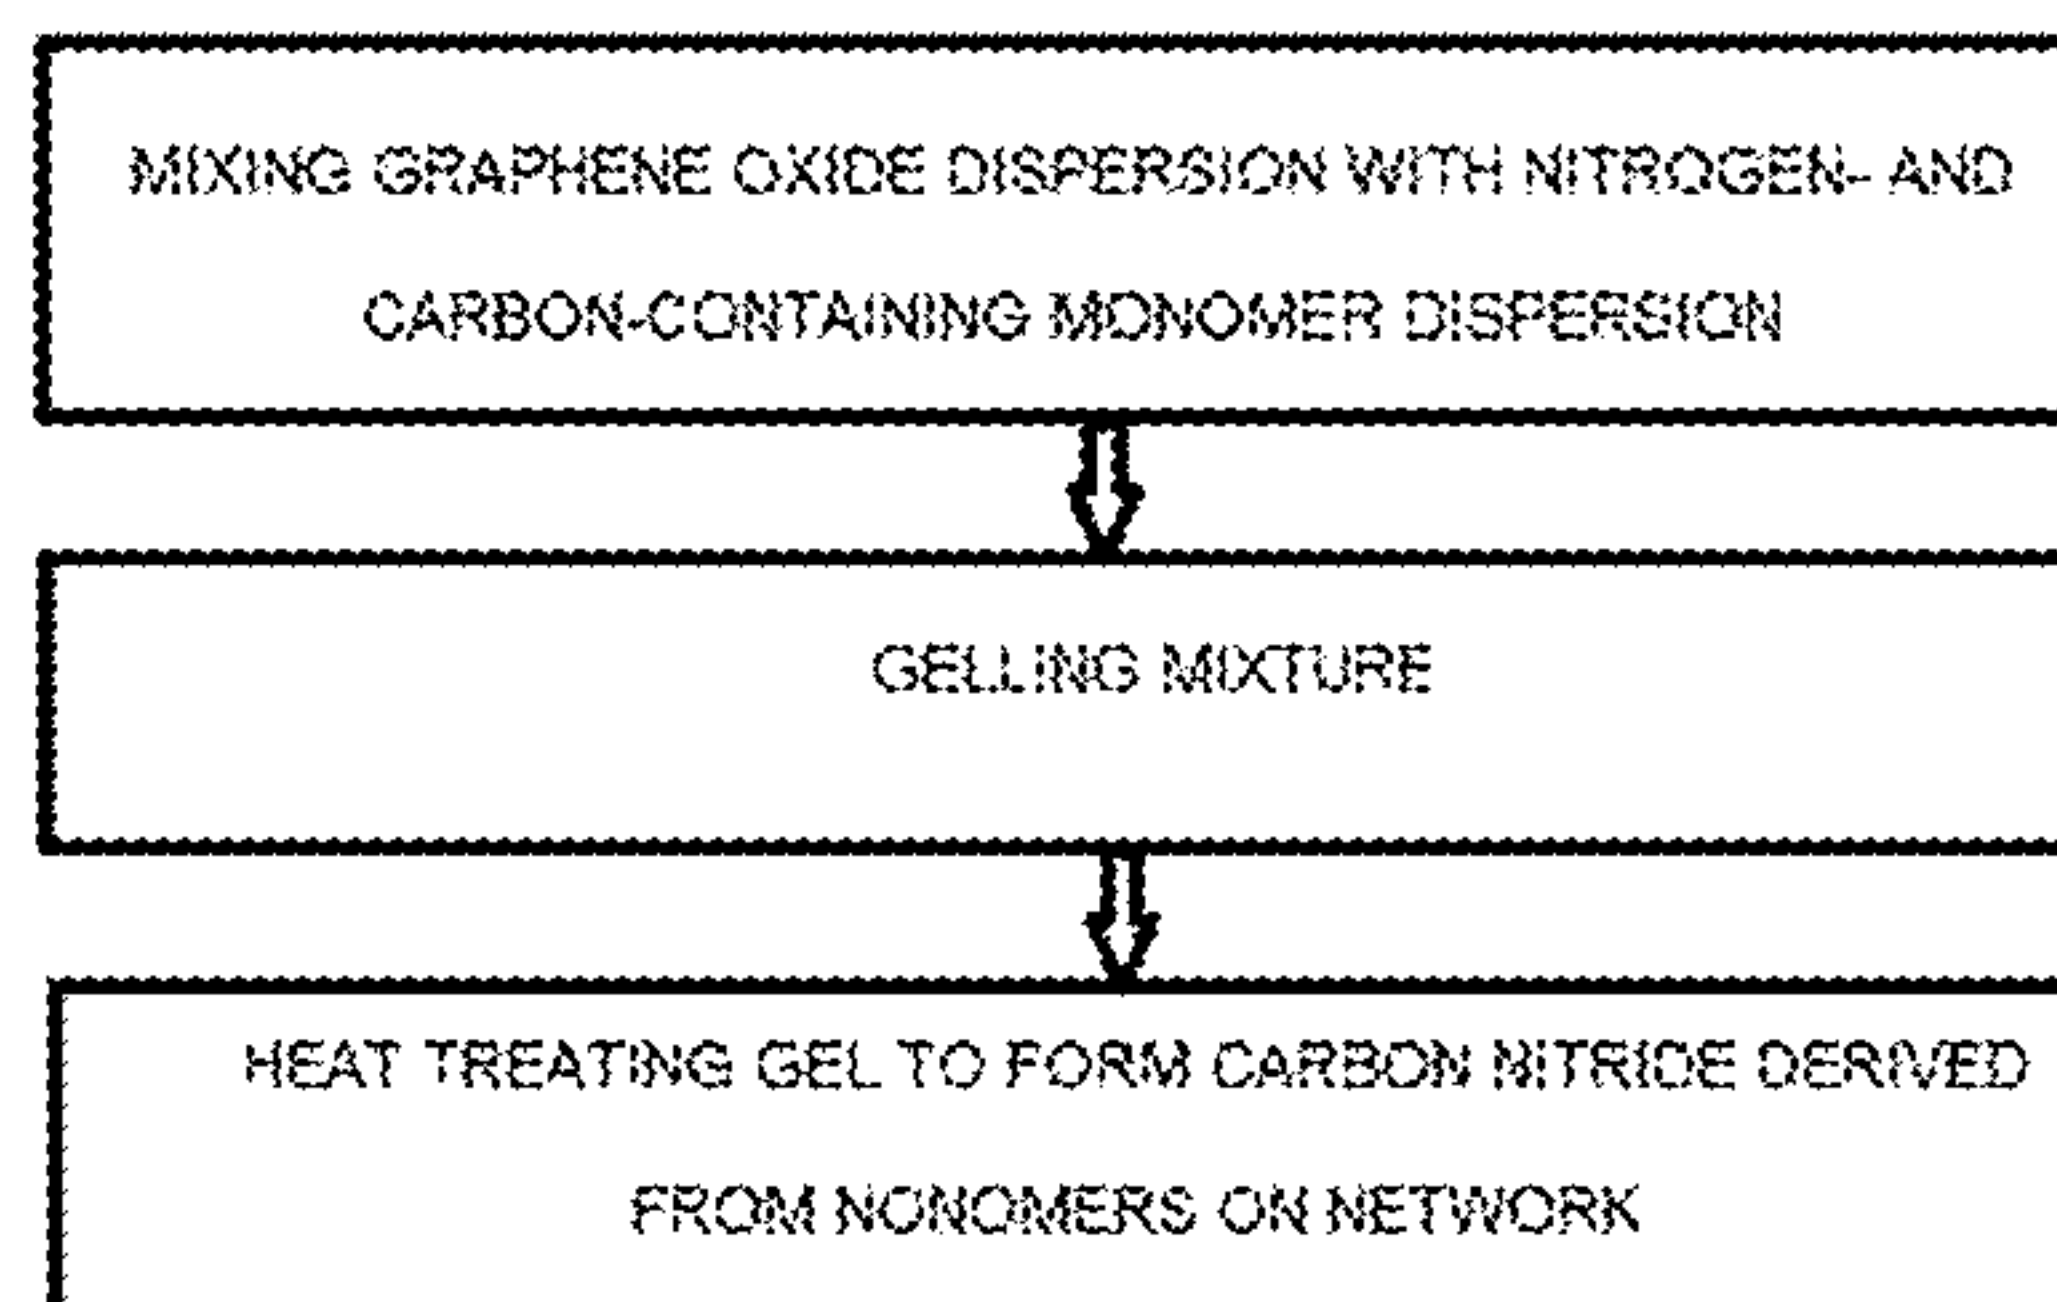 MIXING GRAPHENE OXIDE DISPERSION WITH NITROGEN- AND
CARBON-CONTAINING MONOMER DISPERSION
GELLING MIXTURE
HEAT TREATING GEL TO FORM CARBON NITRIDE DERIVED
FROM NONOMERS ON NETWORK